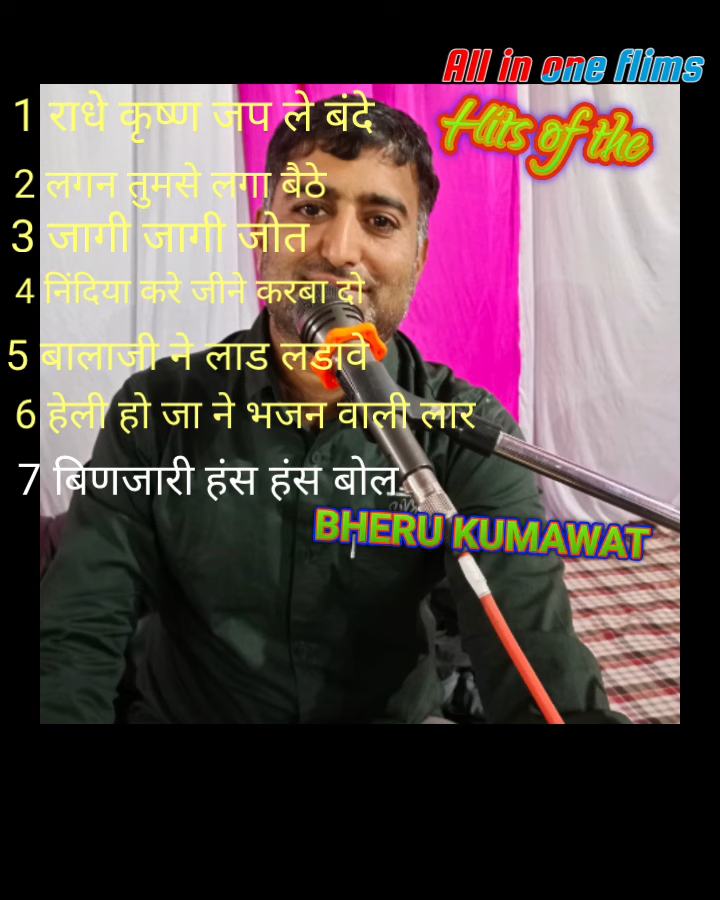 All in one flims
Hits of the
1 राधे कृष्ण जप ले बंदे
2 लगन तुमसे लगा बैठे
3 जागी जागी जोत
4 निंदिया करे जीने करबा दो
5 बालाजी ने लाड लडावे
6 हेली हो जा ने भजन वाली लार
7 बिणजारी हंस हंस बोल
BHERU KUMAWAT